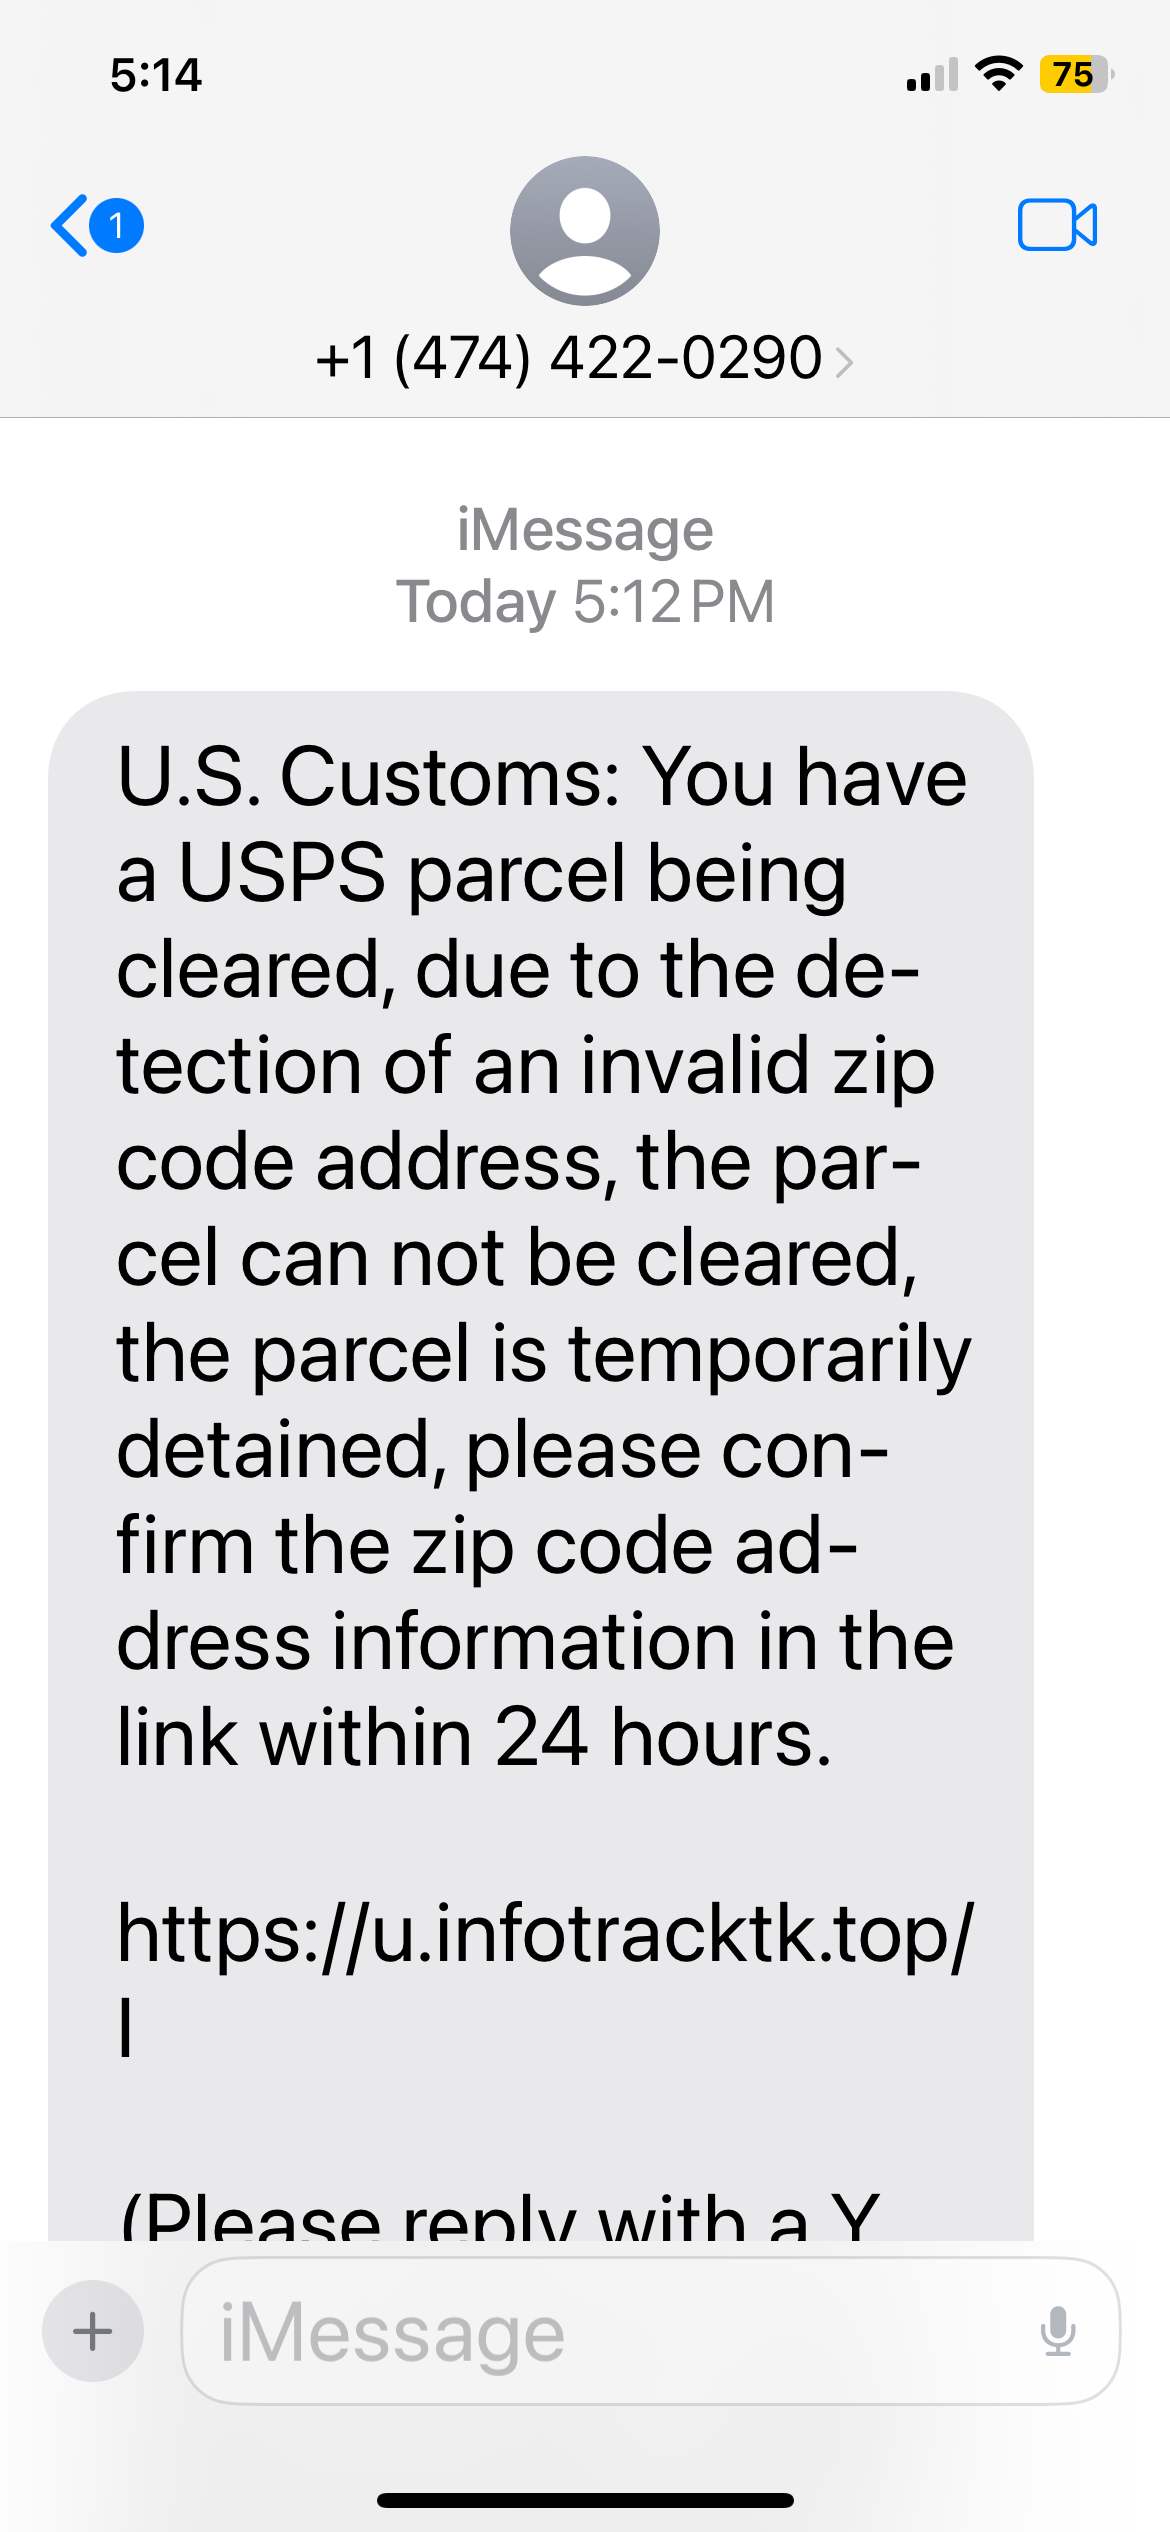 5:14
75
1
+1 (474) 422-0290
iMessage
Today 5:12 PM
U.S. Customs: You have
a USPS parcel being
cleared, due to the de-
tection of an invalid zip
code address, the par-
cel can not be cleared,
the parcel is temporarily
detained, please con-
firm the zip code ad-
dress information in the
link within 24 hours.
https://u.infotracktk.top/
l
(Please reply with a Y
iMessage